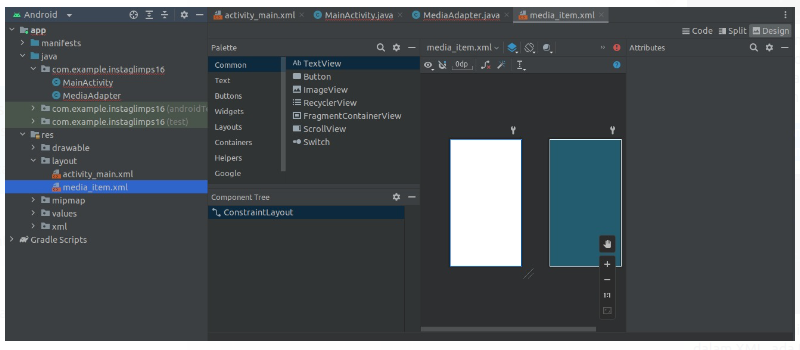 Android
activity_main.xml
MainActivity.java
MediaAdapter.java
media_item.xml
Code
Split
Design
app
manifests
java
com.example.instaglimps16
MainActivity
MediaAdapter
com.example.instaglimps16 (androidTe
com.example.instaglimps16 (test)
res
drawable
layout
activity_main.xml
media_item.xml
mipmap
values
xml
Gradle Scripts
Palette
Common
Text
Buttons
Widgets
Layouts
Containers
Helpers
Google
Ab TextView
Button
ImageView
RecyclerView
FragmentContainerView
ScrollView
Switch
Component Tree
ConstraintLayout
media_item.xml
»
0dp
Attributes
1:1